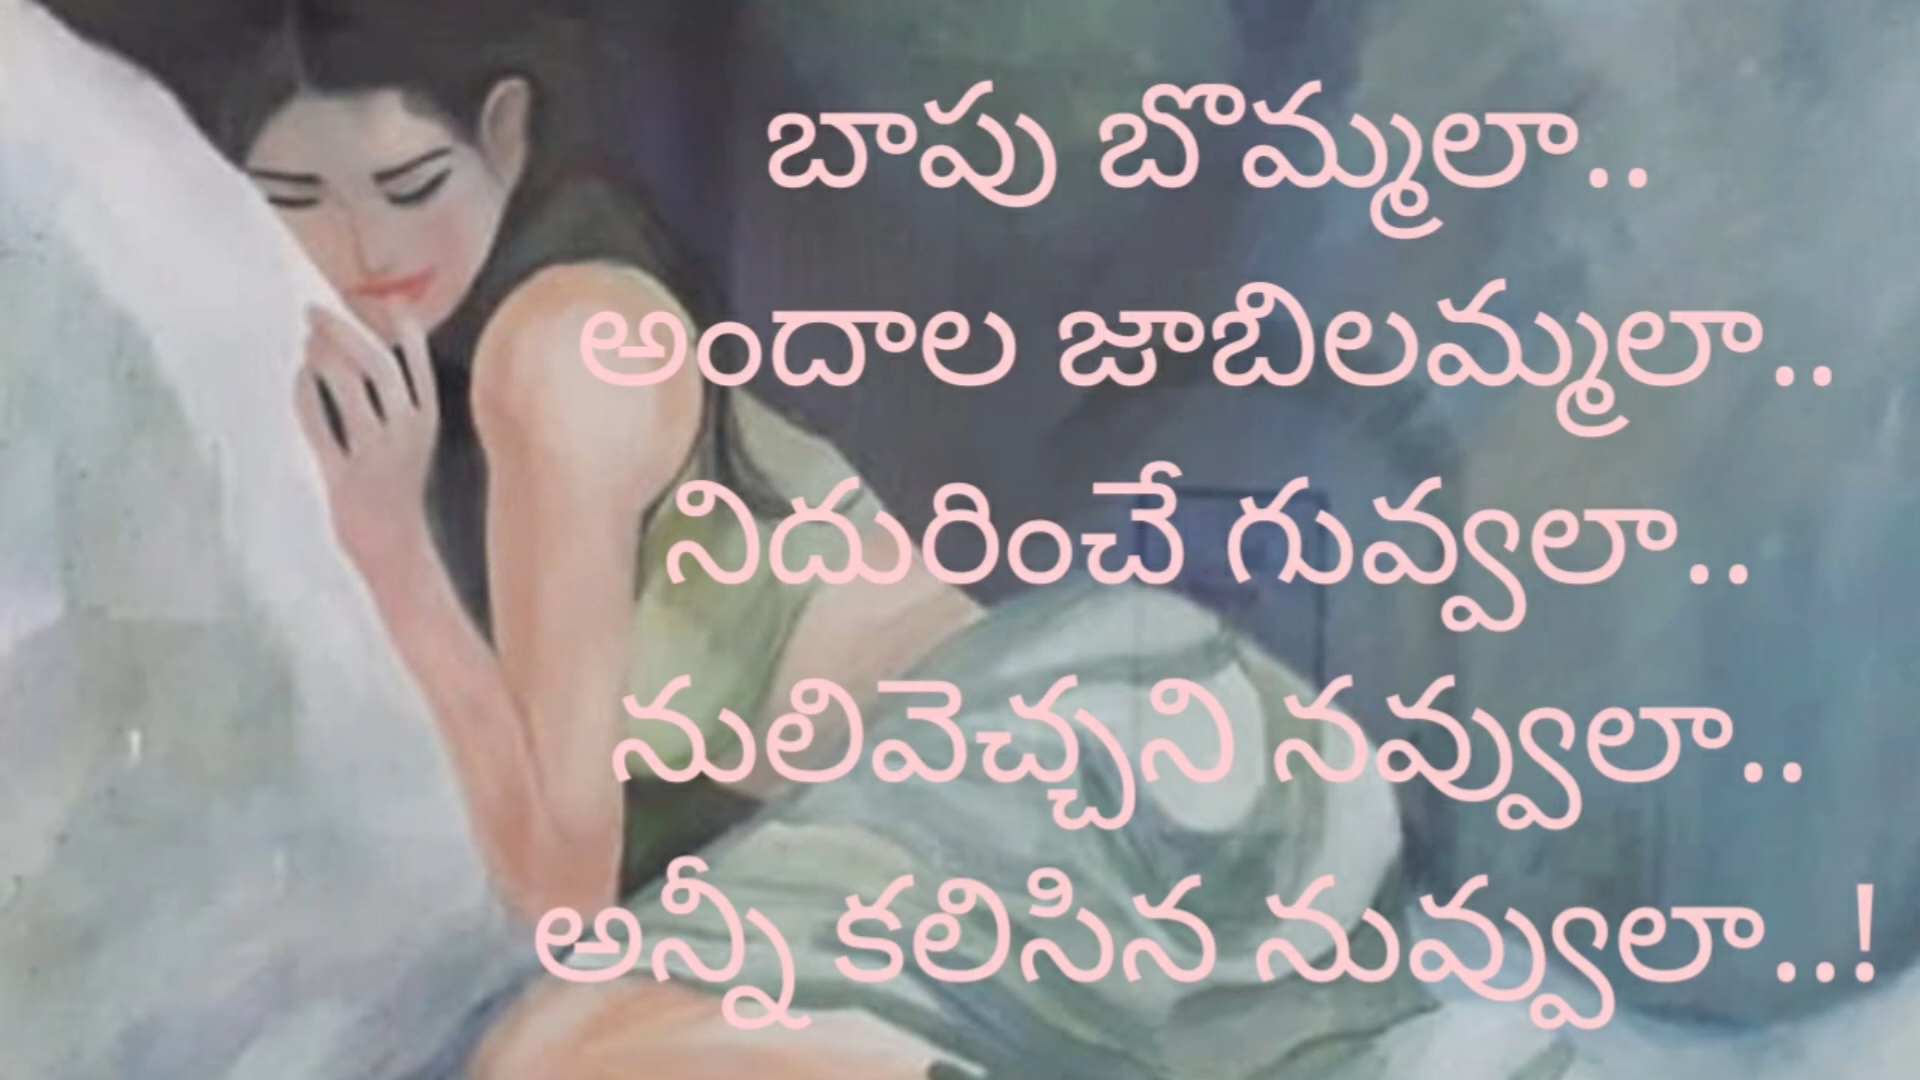 బాపు బొమ్మలా..
అందాల జాబిలమ్మలా..
నిదురించే గువ్వలా..
నులివెచ్చని నవ్వులా..
అన్నీ కలిసిన నువ్వులా..!